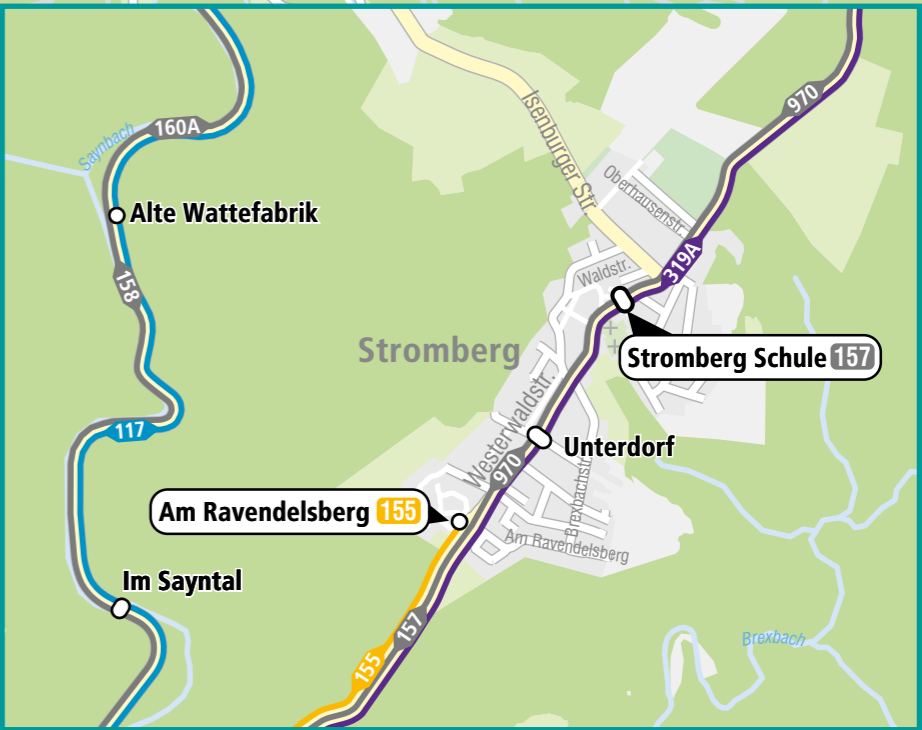 970
Isenburger Str.
160A
Saynbach
Oberhausenstr.
Alte Wattefabrik
319A
Waldstr.
158
Stromberg
Stromberg Schule 157
Westerwaldstr.
117
Unterdorf
970
Brexbachstr.
Am Ravendelsberg 155
Am Ravendelsberg
Im Sayntal
157
Brexbach
155